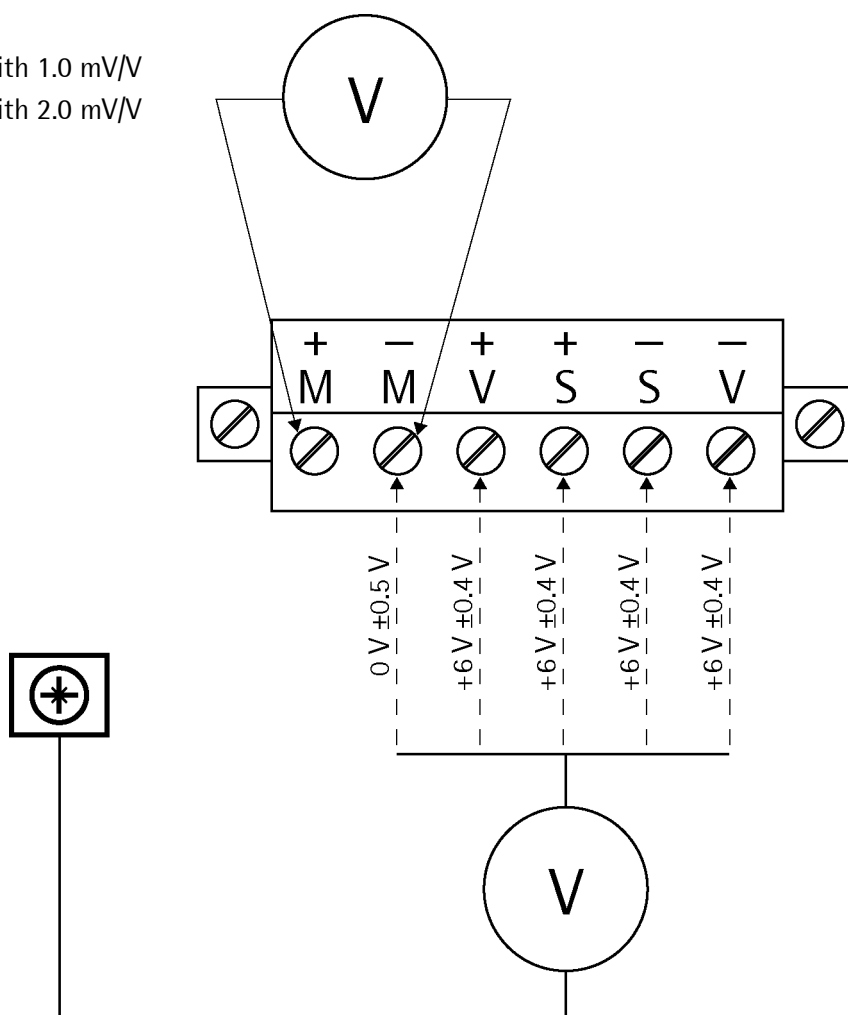 ith 1.0 mV/V
ith 2.0 mV/V
V
+ − + + − −
M M V S S V
0 V ±0.5 V
+6 V ±0.4 V
+6 V ±0.4 V
+6 V ±0.4 V
+6 V ±0.4 V
V